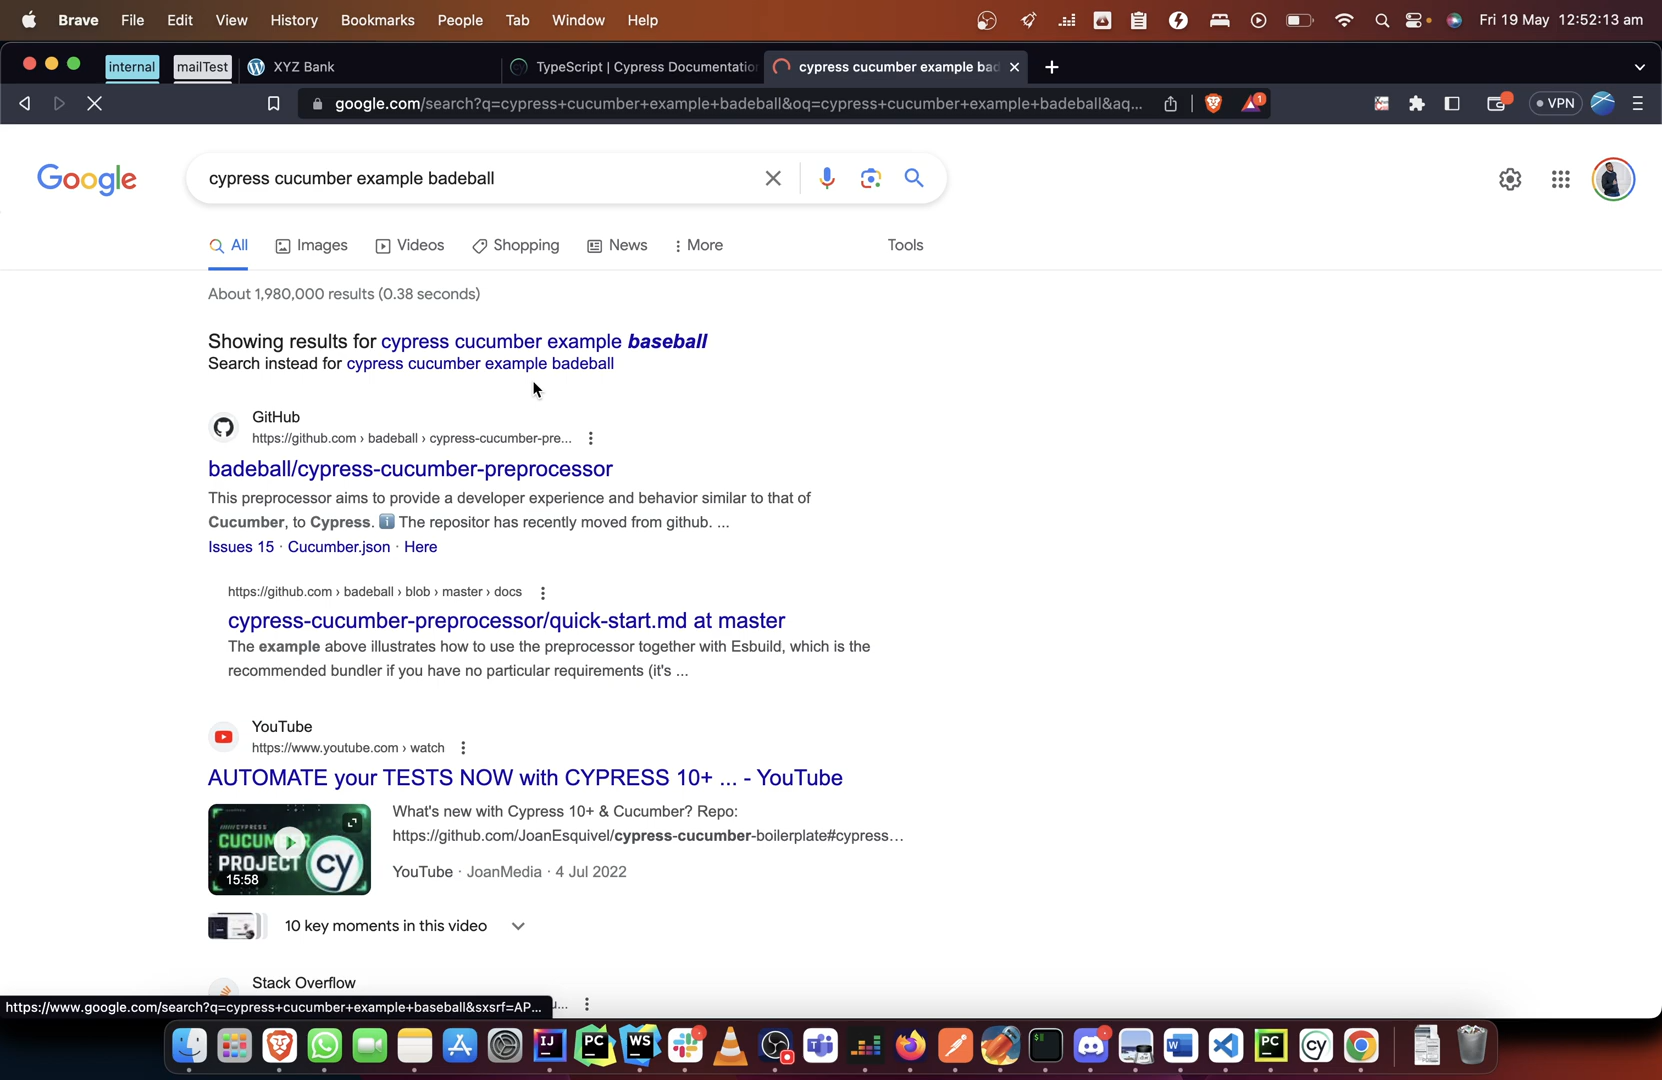 Brave File Edit View History Bookmarks People Tab Window Help Fri 19 May 12:52:13 am
internal mailTest XYZ Bank TypeScript | Cypress Documentatio cypress cucumber example bad
google.com/search?q=cypress+cucumber+example+badeball&oq=cypress+cucumber+example+badeball&aq... 1 VPN
Google cypress cucumber example badeball
All Images Videos Shopping News More Tools
About 1,980,000 results (0.38 seconds)
Showing results for cypress cucumber example baseball
Search instead for cypress cucumber example badeball
GitHub
https://github.com › badeball › cypress-cucumber-pre...
badeball/cypress-cucumber-preprocessor
This preprocessor aims to provide a developer experience and behavior similar to that of
Cucumber, to Cypress. ℹ️ The repositor has recently moved from github. ...
Issues 15 · Cucumber.json · Here
https://github.com › badeball › blob › master › docs
cypress-cucumber-preprocessor/quick-start.md at master
The example above illustrates how to use the preprocessor together with Esbuild, which is the
recommended bundler if you have no particular requirements (it's ...
YouTube
https://www.youtube.com › watch
AUTOMATE your TESTS NOW with CYPRESS 10+ ... - YouTube
What's new with Cypress 10+ & Cucumber? Repo:
https://github.com/JoanEsquivel/cypress-cucumber-boilerplate#cypress...
YouTube · JoanMedia · 4 Jul 2022
CYPRESS
CUCUMBER
PROJECT
cy
15:58
10 key moments in this video
Stack Overflow
https://www.google.com/search?q=cypress+cucumber+example+baseball&sxsrf=AP...
IJ PC WS W PC cy